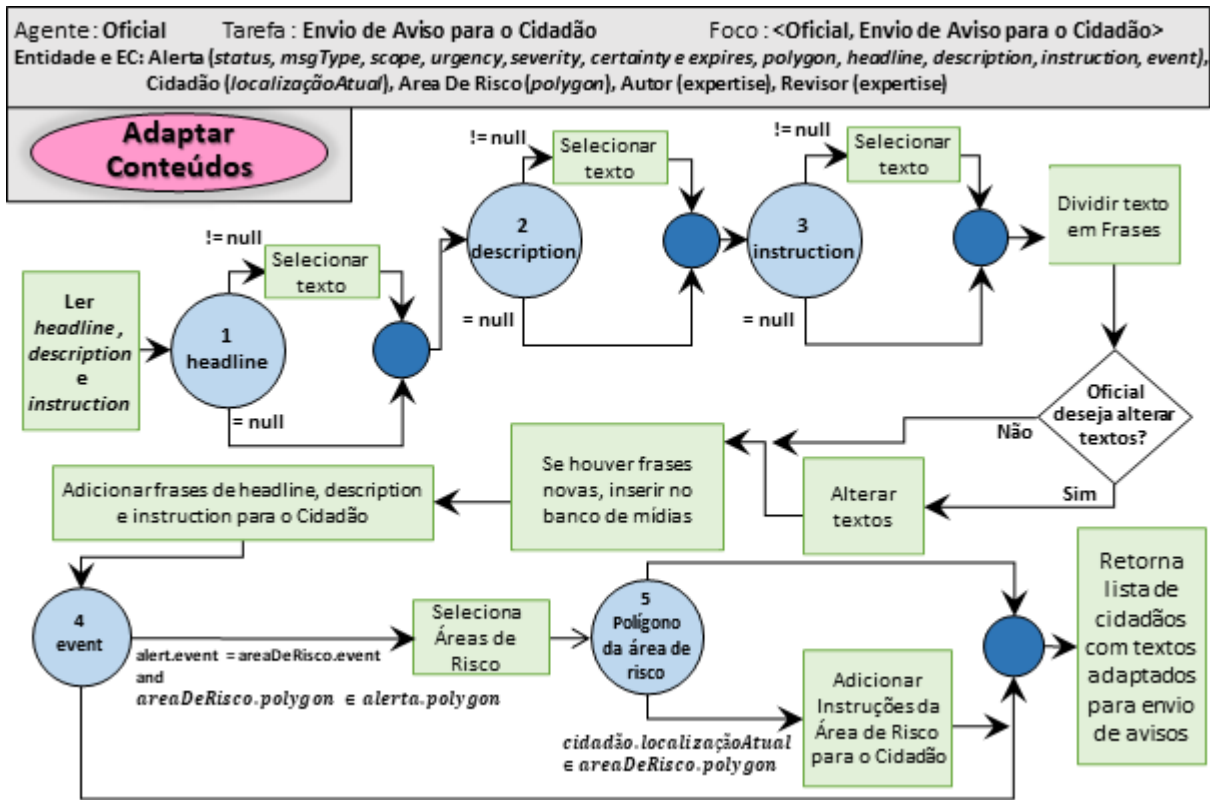 Agente : Oficial Tarefa : Envio de Aviso para o Cidadão Foco : <Oficial, Envio de Aviso para o Cidadão>
Entidade e EC: Alerta (status, msgType, scope, urgency, severity, certainty e expires, polygon, headline, description, instruction, event),
Cidadão (localizaçãoAtual), Area De Risco (polygon), Autor (expertise), Revisor (expertise)
Adaptar
Conteúdos
!= null
Selecionar
texto
!= null
Selecionar
texto
!= null
Selecionar
texto
Ler
headline ,
description
e
instruction
1
headline
= null
2
description
= null
3
instruction
= null
Dividir texto
em Frases
Oficial
deseja alterar
textos?
Não
Sim
Alterar
textos
Se houver frases
novas, inserir no
banco de mídias
Adicionar frases de headline, description
e instruction para o Cidadão
4
event
alert.event = areaDeRisco.event
and
areaDeRisco.polygon ∈ alerta.polygon
Seleciona
Áreas de
Risco
5
Polígono
da área de
risco
cidadão.localizaçãoAtual
∈ areaDeRisco.polygon
Adicionar
Instruções da
Área de Risco
para o Cidadão
Retorna
lista de
cidadãos
com textos
adaptados
para envio
de avisos